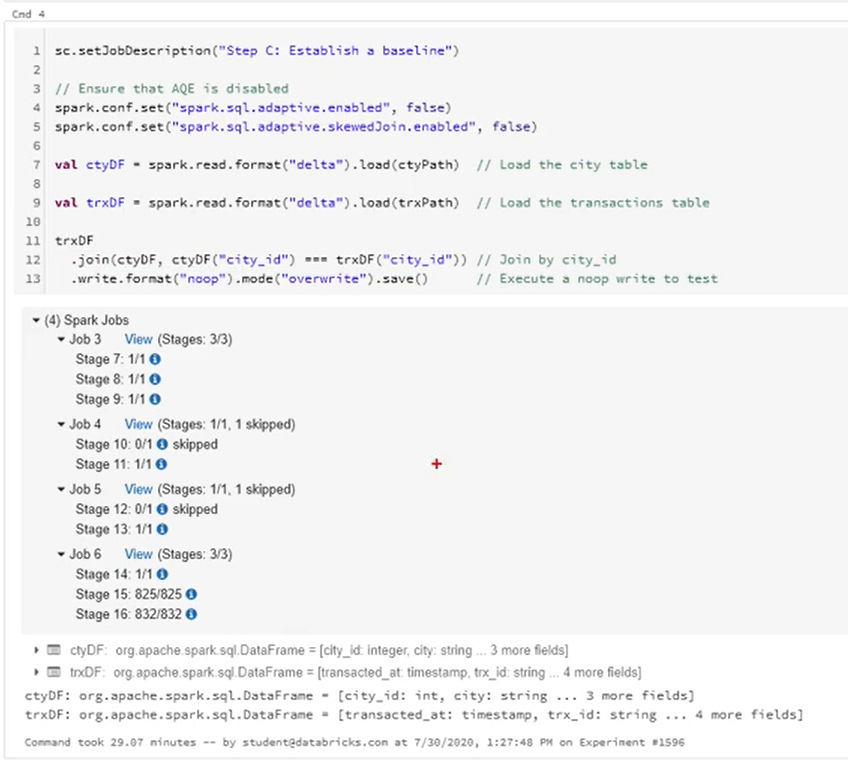 Cmd 4
1 sc.setJobDescription("Step C: Establish a baseline")
2
3 // Ensure that AQE is disabled
4 spark.conf.set("spark.sql.adaptive.enabled", false)
5 spark.conf.set("spark.sql.adaptive.skewedJoin.enabled", false)
6
7 val ctyDF = spark.read.format("delta").load(ctyPath) // Load the city table
8
9 val trxDF = spark.read.format("delta").load(trxPath) // Load the transactions table
10
11 trxDF
12 .join(ctyDF, ctyDF("city_id") === trxDF("city_id")) // Join by city_id
13 .write.format("noop").mode("overwrite").save() // Execute a noop write to test
(4) Spark Jobs
Job 3 View (Stages: 3/3)
Stage 7: 1/1
Stage 8: 1/1
Stage 9: 1/1
Job 4 View (Stages: 1/1, 1 skipped)
Stage 10: 0/1 skipped
Stage 11: 1/1
Job 5 View (Stages: 1/1, 1 skipped)
Stage 12: 0/1 skipped
Stage 13: 1/1
Job 6 View (Stages: 3/3)
Stage 14: 1/1
Stage 15: 825/825
Stage 16: 832/832
ctyDF: org.apache.spark.sql.DataFrame = [city_id: integer, city: string ... 3 more fields]
trxDF: org.apache.spark.sql.DataFrame = [transacted_at: timestamp, trx_id: string ... 4 more fields]
ctyDF: org.apache.spark.sql.DataFrame = [city_id: int, city: string ... 3 more fields]
trxDF: org.apache.spark.sql.DataFrame = [transacted_at: timestamp, trx_id: string ... 4 more fields]
Command took 29.07 minutes -- by student@databricks.com at 7/30/2020, 1:27:48 PM on Experiment #1596